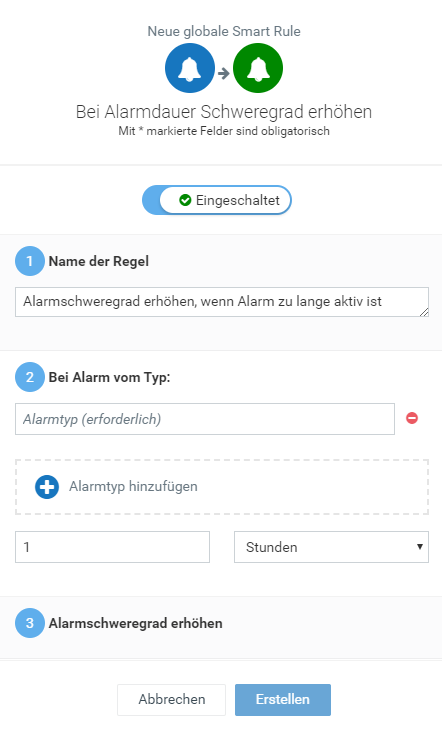 Neue globale Smart Rule
Bei Alarmdauer Schweregrad erhöhen
Mit * markierte Felder sind obligatorisch
Eingeschaltet
1 Name der Regel
Alarmschweregrad erhöhen, wenn Alarm zu lange aktiv ist
2 Bei Alarm vom Typ:
Alarmtyp (erforderlich)
Alarmtyp hinzufügen
1 Stunden
3 Alarmschweregrad erhöhen
Abbrechen Erstellen